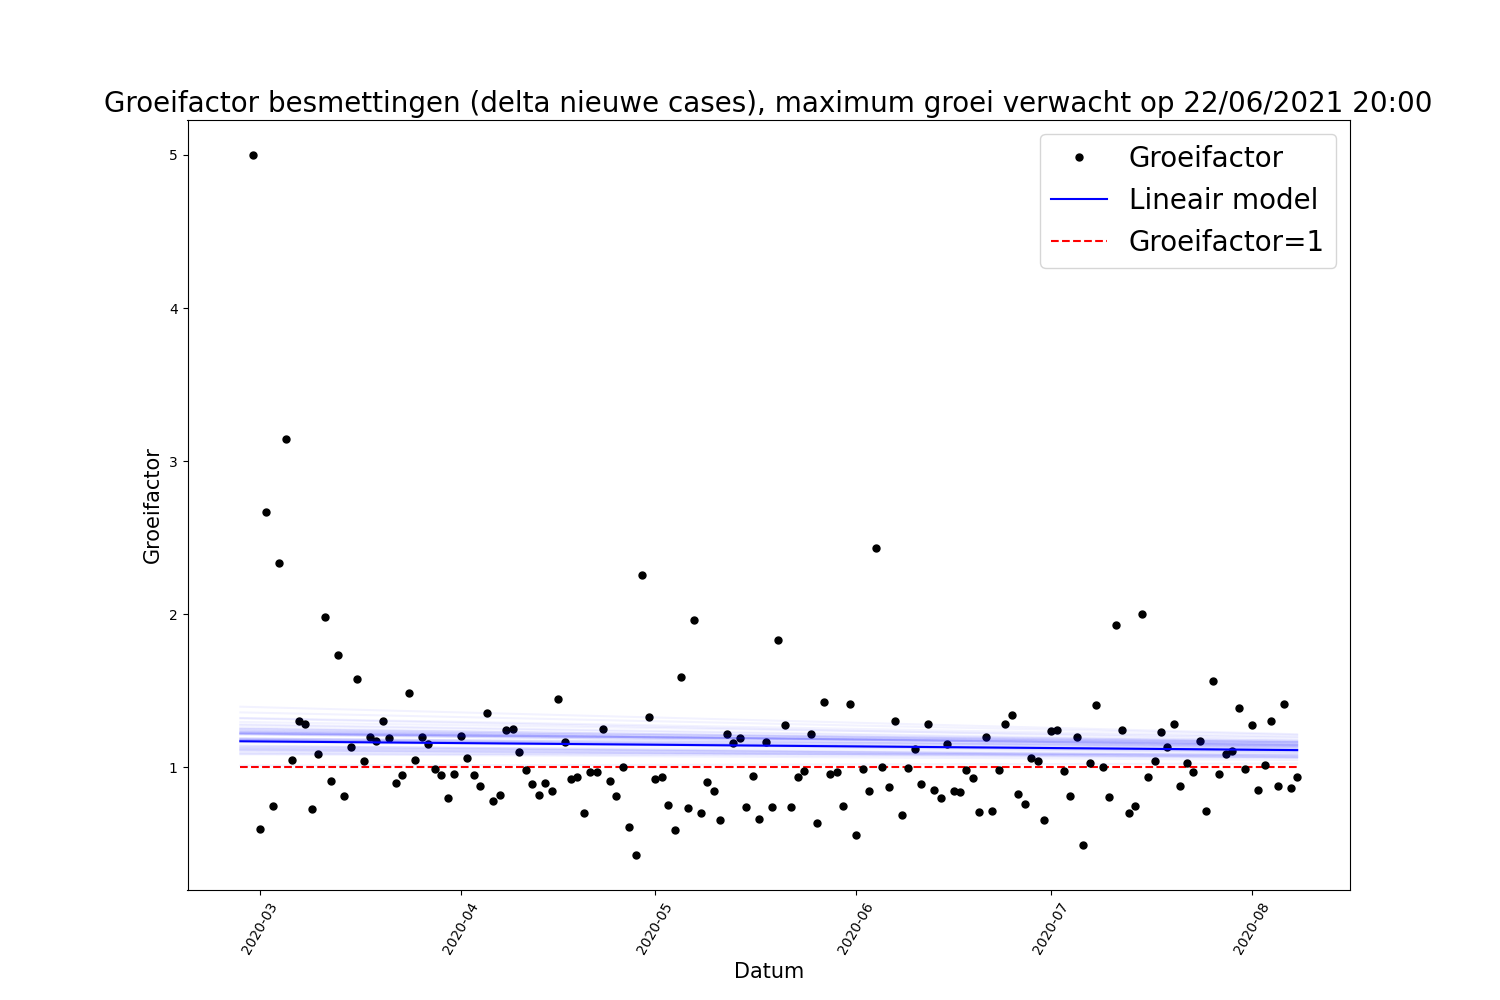 Groeifactor besmettingen (delta nieuwe cases), maximum groei verwacht op 22/06/2021 20:00
Groeifactor
Lineair model
Groeifactor=1
5
4
3
2
1
Groeifactor
2020-03
2020-04
2020-05
2020-06
2020-07
2020-08
Datum